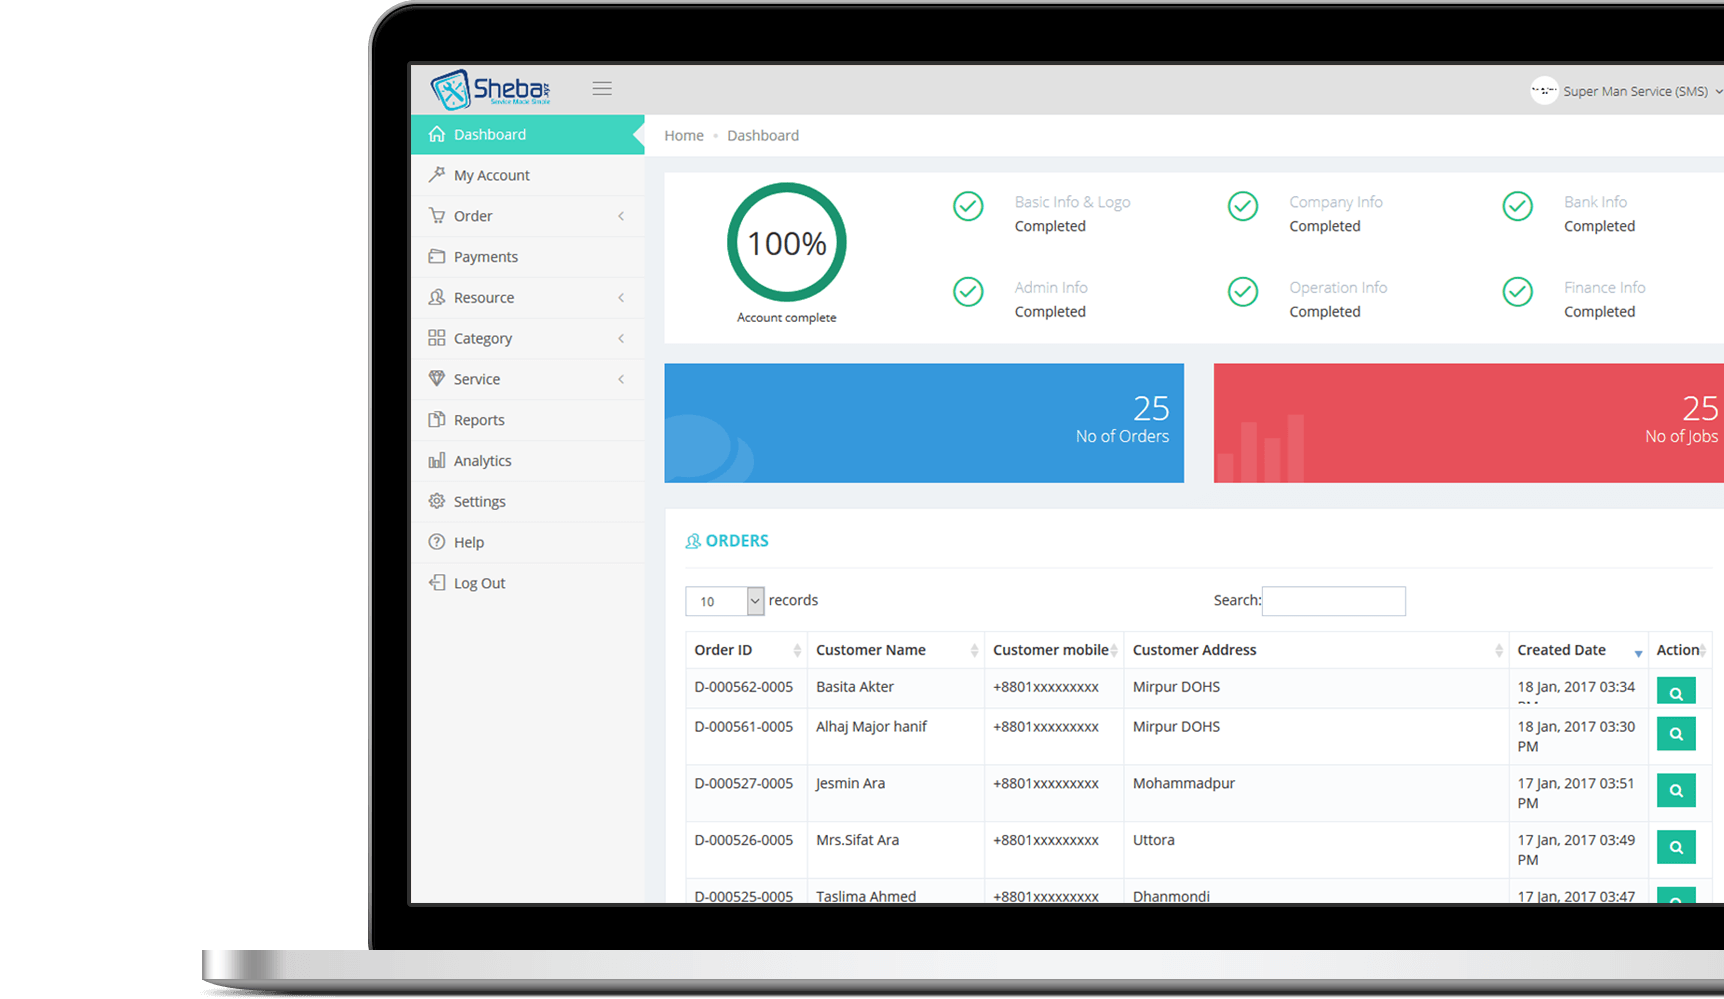 Sheba.xyz
Service Made Simple
Super Man Service (SMS)
Dashboard
My Account
Order
Payments
Resource
Category
Service
Reports
Analytics
Settings
Help
Log Out
Home • Dashboard
100%
Account complete
Basic Info & Logo
Completed
Company Info
Completed
Bank Info
Completed
Admin Info
Completed
Operation Info
Completed
Finance Info
Completed
25
No of Orders
25
No of Jobs
ORDERS
10 records
Search:
Order ID Customer Name Customer mobile Customer Address Created Date Action
D-000562-0005 Basita Akter +8801xxxxxxxxx Mirpur DOHS 18 Jan, 2017 03:34
PM
D-000561-0005 Alhaj Major hanif +8801xxxxxxxxx Mirpur DOHS 18 Jan, 2017 03:30
PM
D-000527-0005 Jesmin Ara +8801xxxxxxxxx Mohammadpur 17 Jan, 2017 03:51
PM
D-000526-0005 Mrs.Sifat Ara +8801xxxxxxxxx Uttora 17 Jan, 2017 03:49
PM
D-000525-0005 Taslima Ahmed +8801xxxxxxxxx Dhanmondi 17 Jan, 2017 03:47